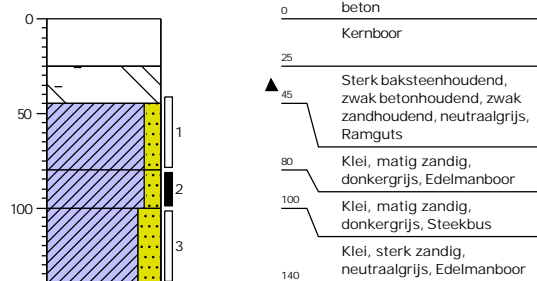 0
50
100
1
2
3
0
beton
Kernboor
25
Sterk baksteenhoudend,
45
zwak betonhoudend, zwak
zandhoudend, neutraalgrijs,
Ramguts
80
Klei, matig zandig,
donkergrijs, Edelmanboor
100
Klei, matig zandig,
donkergrijs, Steekbus
Klei, sterk zandig,
neutraalgrijs, Edelmanboor
140